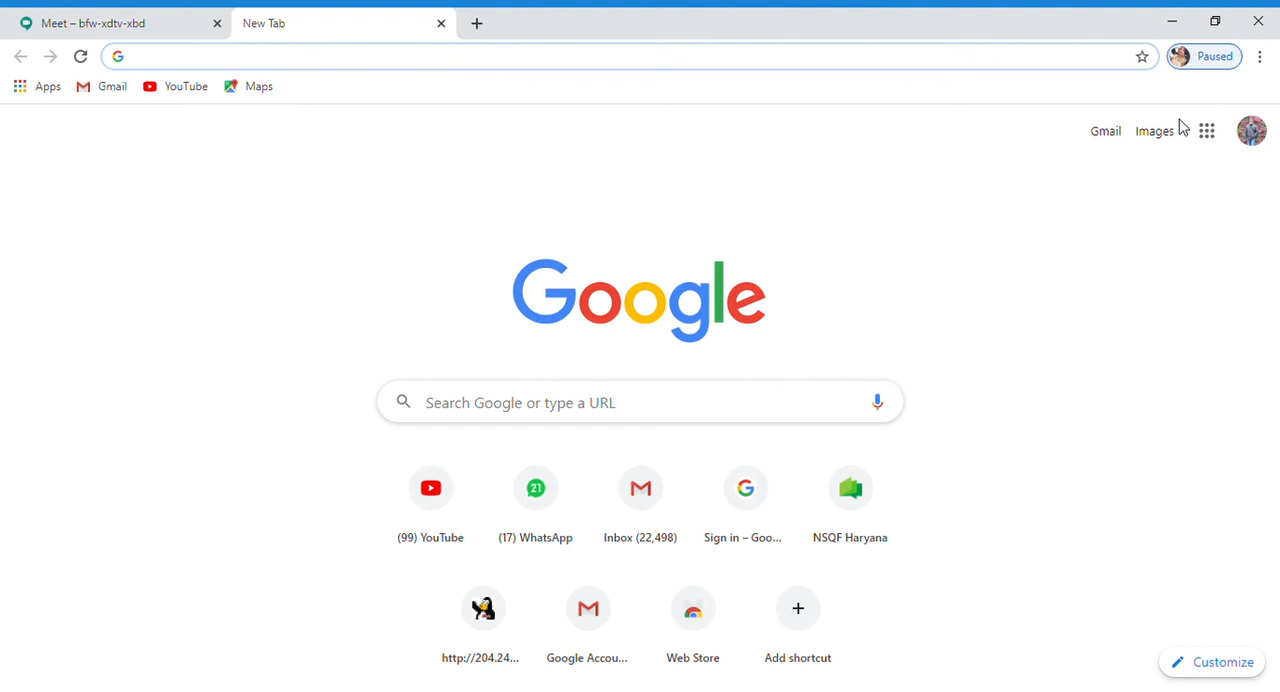 Meet – bfw-xdtv-xbd
New Tab
Paused
Apps Gmail YouTube Maps
Gmail Images
Google
Search Google or type a URL
21
(99) YouTube (17) WhatsApp Inbox (22,498) Sign in – Goo... NSQF Haryana
http://204.24... Google Accou... Web Store Add shortcut
Customize